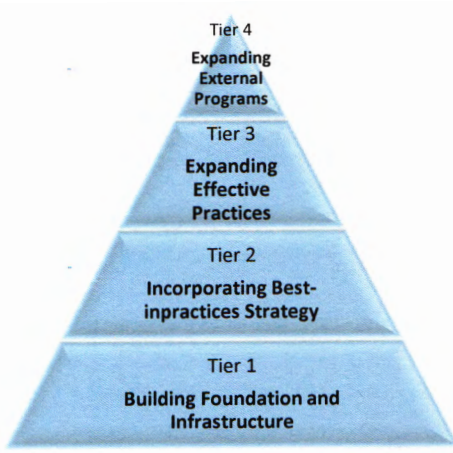 Tier 4
Expanding
External
Programs
Tier 3
Expanding
Effective
Practices
Tier 2
Incorporating Best-
inpractices Strategy
Tier 1
Building Foundation and
Infrastructure